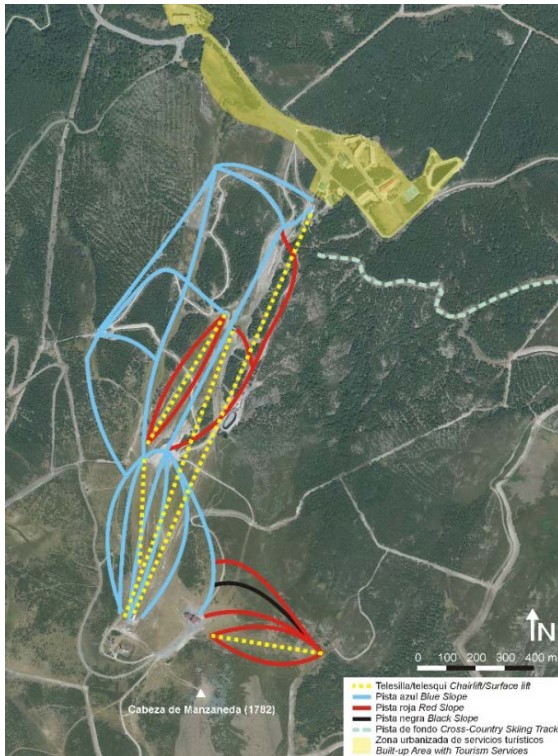 N
0 100 200 300 400 m
Cabeza de Manzaneda (1782)
Telesilla/telesquí Chairlift/Surface lift
Pista azul Blue Slope
Pista roja Red Slope
Pista negra Black Slope
Pista de fondo Cross-Country Skiing Track
Zona urbanizada de servicios turísticos
Built-up Area with Tourism Services